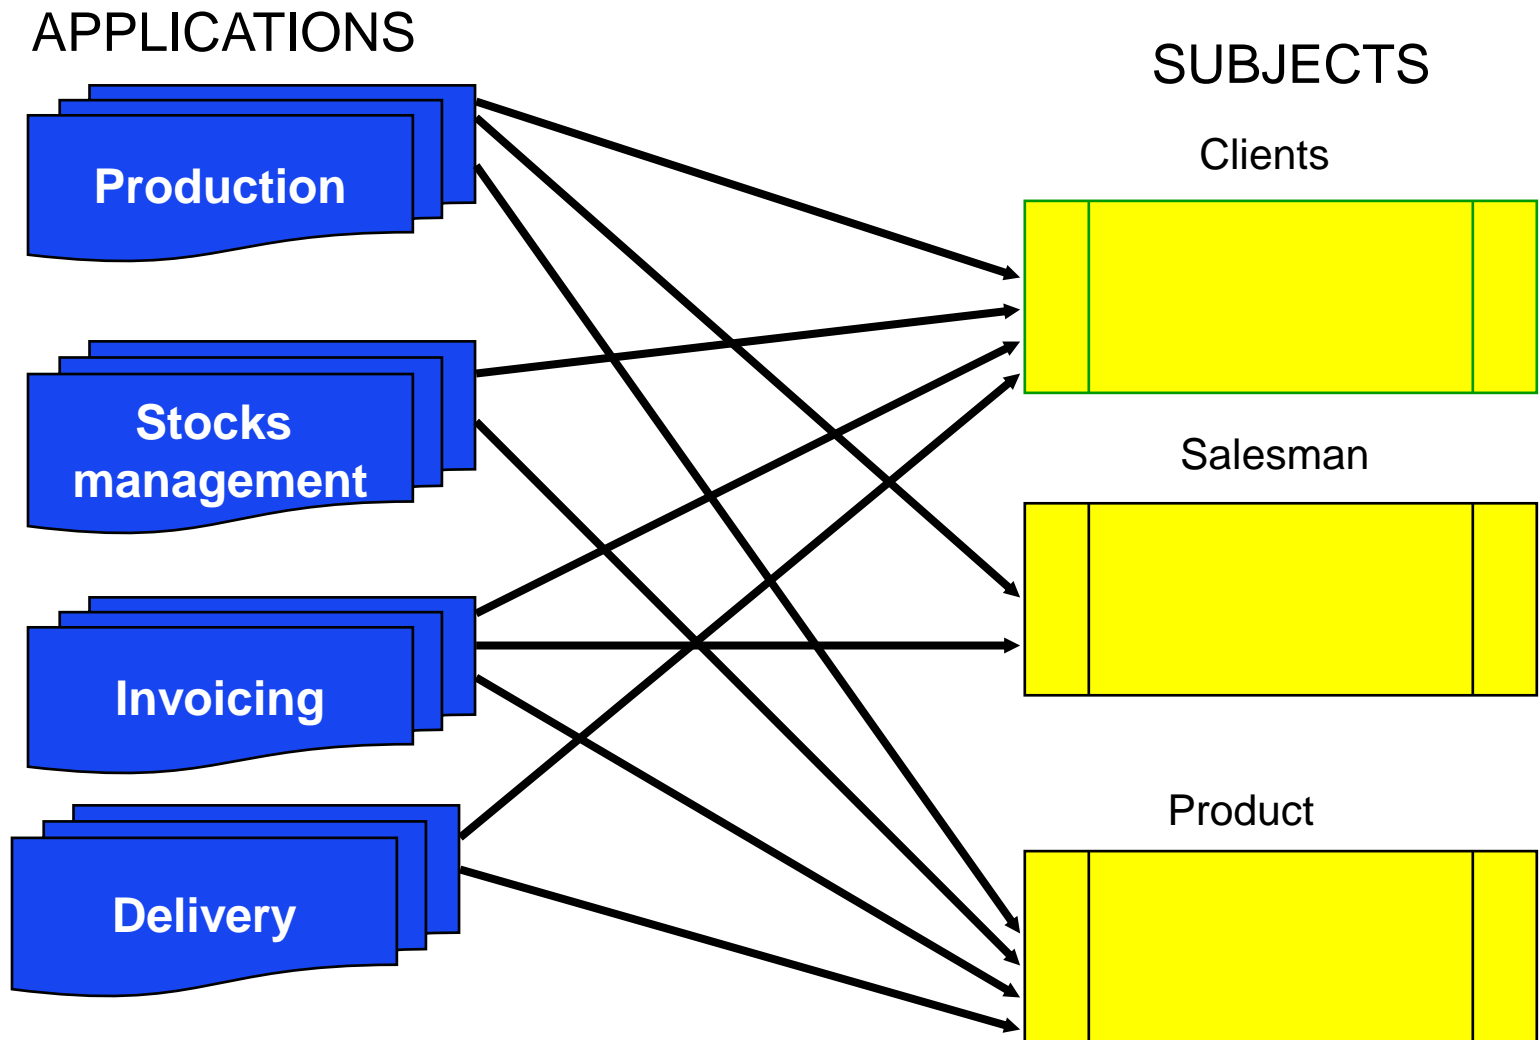 APPLICATIONS
SUBJECTS
Production
Clients
Stocks
management
Salesman
Invoicing
Product
Delivery